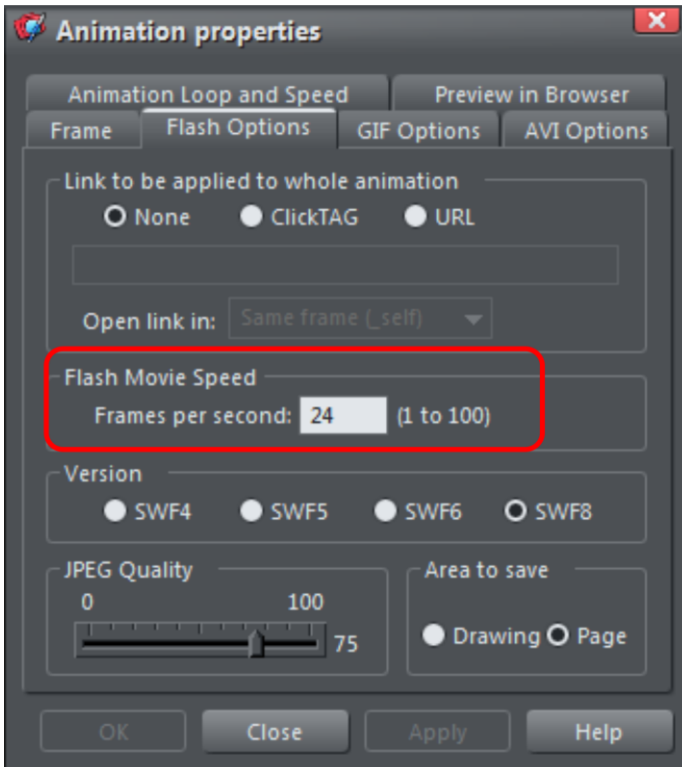 Animation properties
Animation Loop and Speed Preview in Browser
Frame Flash Options GIF Options AVI Options
Link to be applied to whole animation
None ClickTAG URL
Open link in: Same frame (_self)
Flash Movie Speed
Frames per second: 24 (1 to 100)
Version
SWF4 SWF5 SWF6 SWF8
JPEG Quality Area to save
0 100
75 Drawing Page
OK Close Apply Help